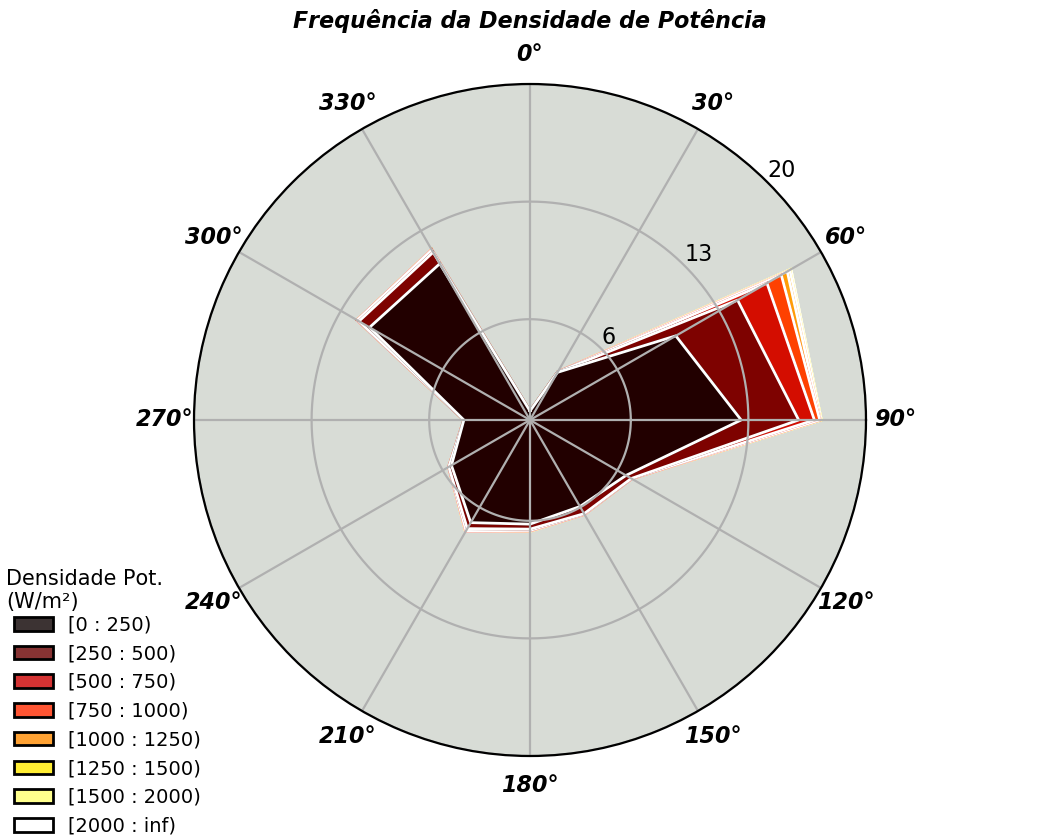 Frequência da Densidade de Potência
0°
330°
30°
20
300°
60°
13
6
270°
90°
240°
120°
210°
150°
180°
Densidade Pot.
(W/m²)
[0 : 250)
[250 : 500)
[500 : 750)
[750 : 1000)
[1000 : 1250)
[1250 : 1500)
[1500 : 2000)
[2000 : inf)